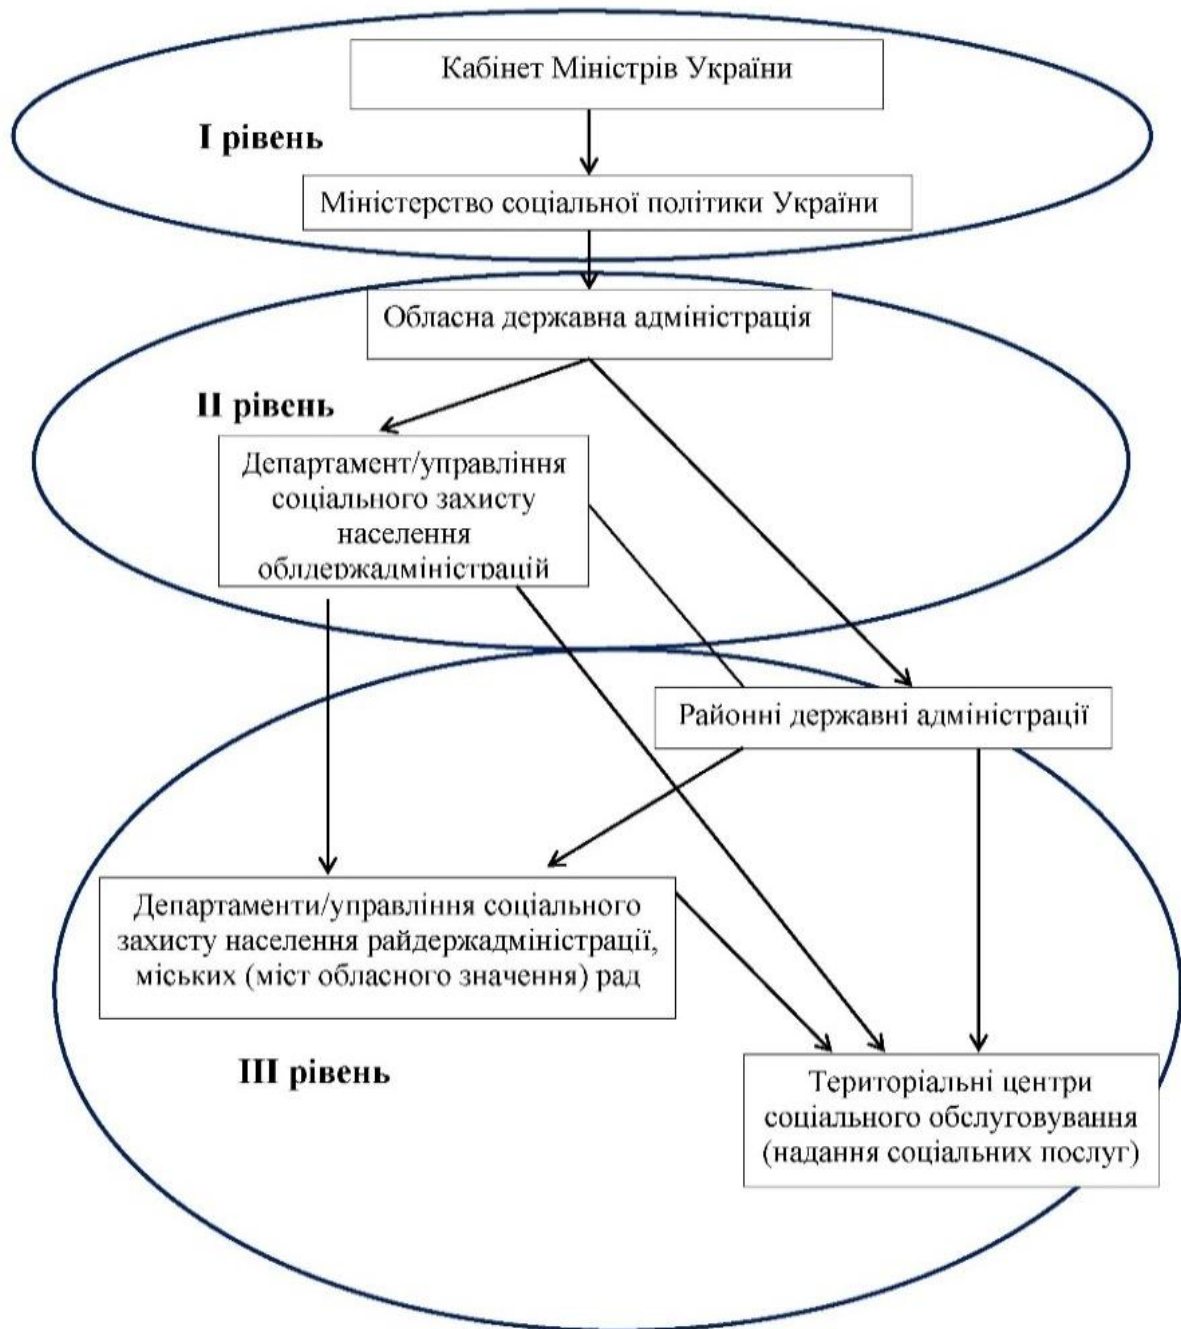 Кабінет Міністрів України
І рівень
Міністерство соціальної політики України
Обласна державна адміністрація
ІІ рівень
Департамент/управління
соціального захисту
населення
облдержадміністрацій
Районні державні адміністрації
Департаменти/управління соціального
захисту населення райдержадміністрації,
міських (міст обласного значення) рад
ІІІ рівень
Територіальні центри
соціального обслуговування
(надання соціальних послуг)